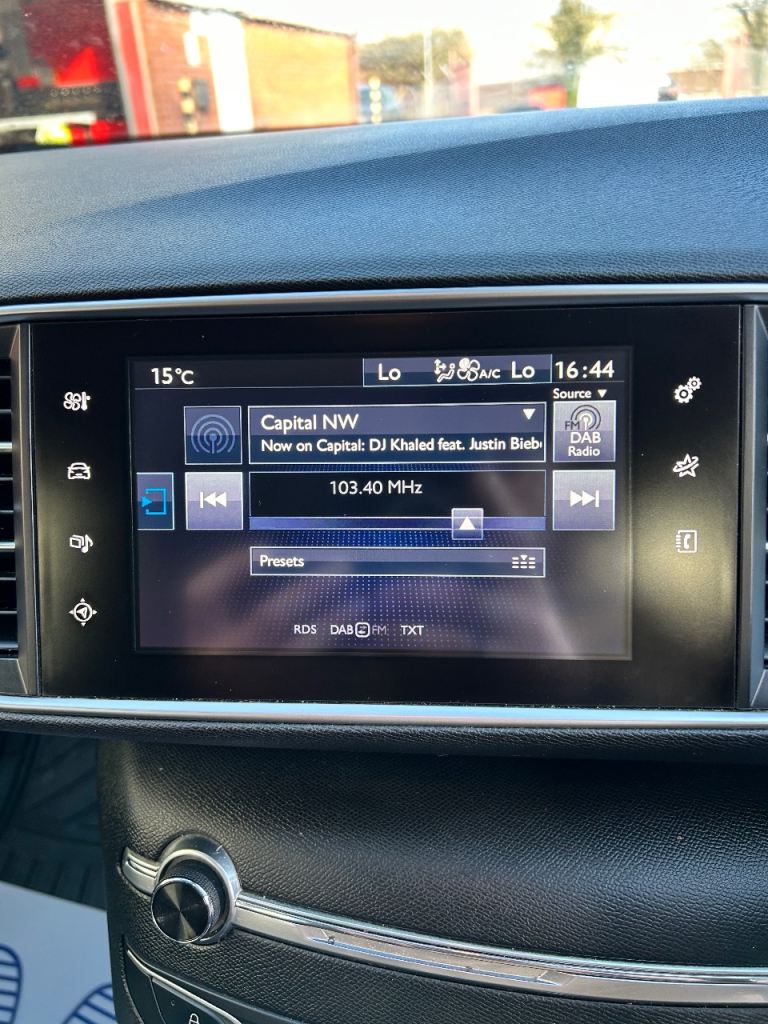 15°C
Lo A/C Lo 16:44
Source ▼
Capital NW
Now on Capital: DJ Khaled feat. Justin Bieb
FM
DAB
Radio
103.40 MHz
Presets
RDS DAB FM TXT